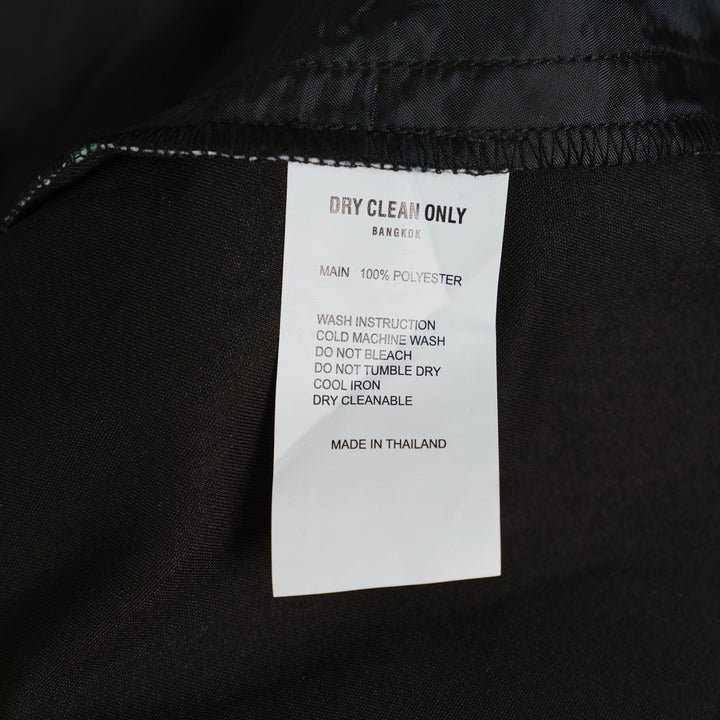 DRY CLEAN ONLY
BANGKOK
MAIN 100% POLYESTER
WASH INSTRUCTION
COLD MACHINE WASH
DO NOT BLEACH
DO NOT TUMBLE DRY
COOL IRON
DRY CLEANABLE
MADE IN THAILAND